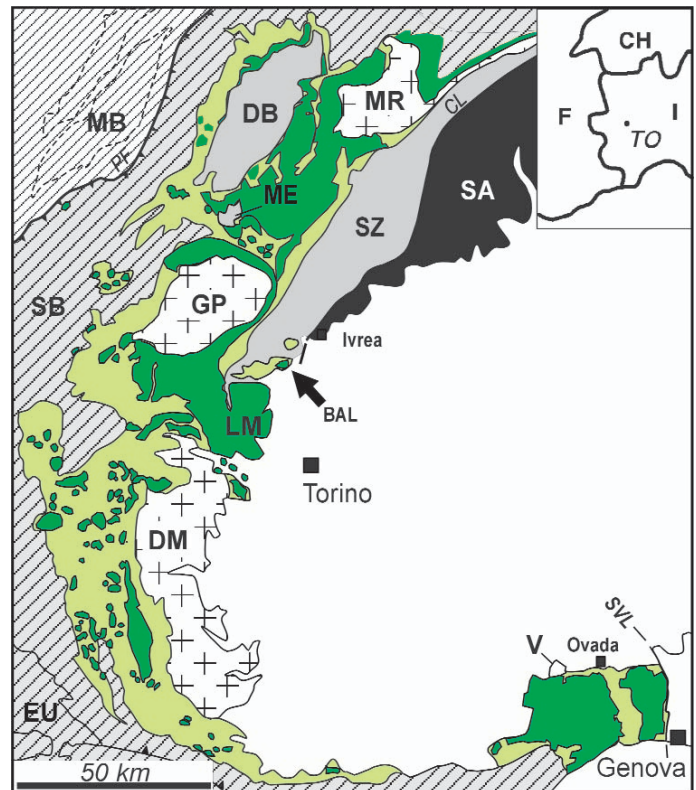 CH
F
I
TO
MB
PF
DB
MR
CL
SA
ME
SZ
SB
GP
Ivrea
BAL
LM
Torino
DM
SVL
V
Ovada
EU
Genova
50 km